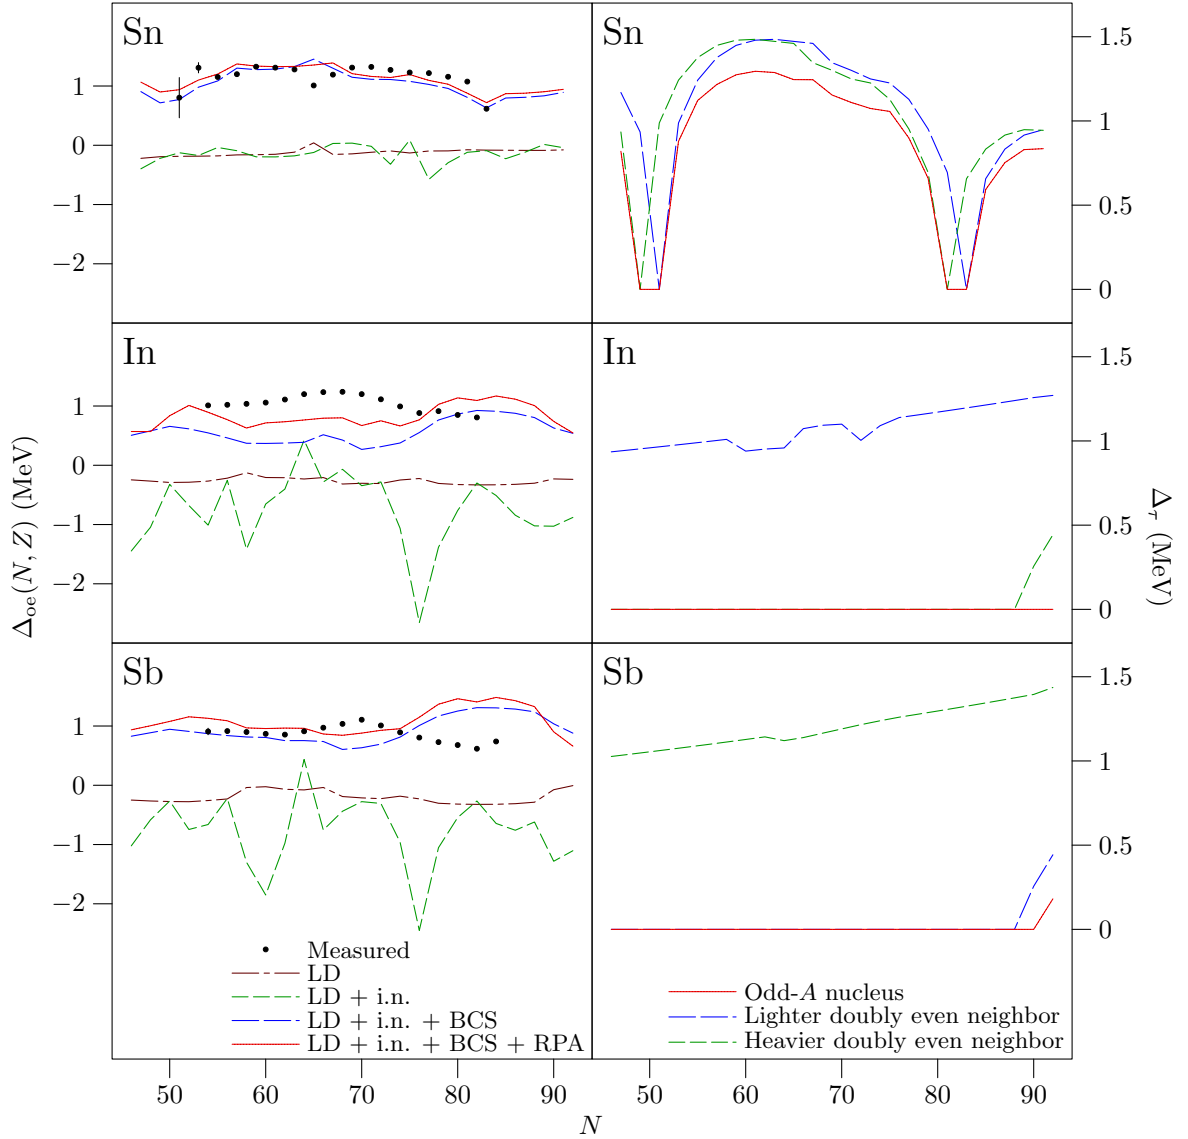 Sn
1
0
−1
−2
Sn
1.5
1
0.5
0
In
1
0
−1
−2
In
1.5
1
0.5
0
Δoe(N, Z) (MeV)
Δτ (MeV)
Sb
1
0
−1
−2
Measured
LD
LD + i.n.
LD + i.n. + BCS
LD + i.n. + BCS + RPA
Sb
1.5
1
0.5
0
Odd-A nucleus
Lighter doubly even neighbor
Heavier doubly even neighbor
50 60 70 80 90 50 60 70 80 90
N